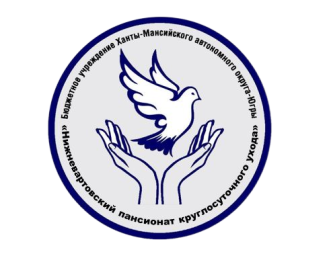 Бюджетное учреждение Ханты-Мансийского автономного округа-Югры
«Нижневартовский пансионат круглосуточного ухода»